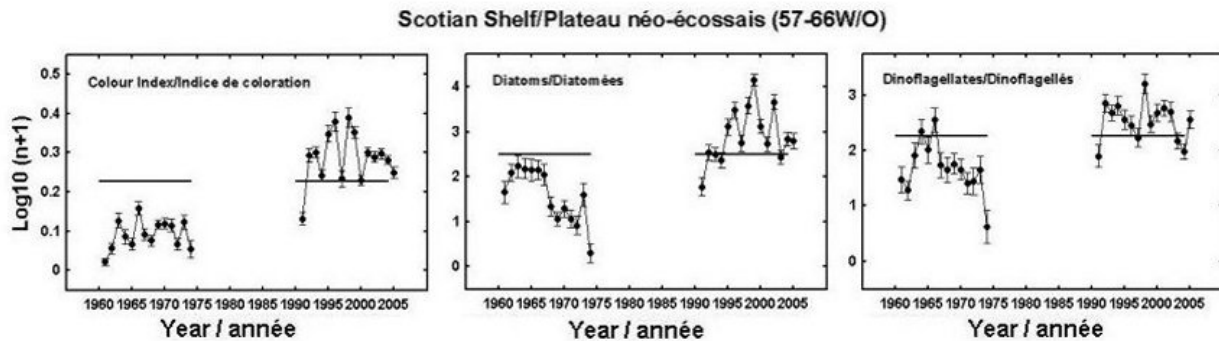 Scotian Shelf/Plateau néo-écossais (57-66W/O)
Log10 (n+1)
Colour Index/Indice de coloration
0.5
0.4
0.3
0.2
0.1
0
1960 1965 1970 1975 1980 1985 1990 1995 2000 2005
Year / année
Diatoms/Diatomées
4
3
2
1
0
1960 1965 1970 1975 1980 1985 1990 1995 2000 2005
Year / année
Dinoflagellates/Dinoflagellés
3
2
1
0
1960 1965 1970 1975 1980 1985 1990 1995 2000 2005
Year / année